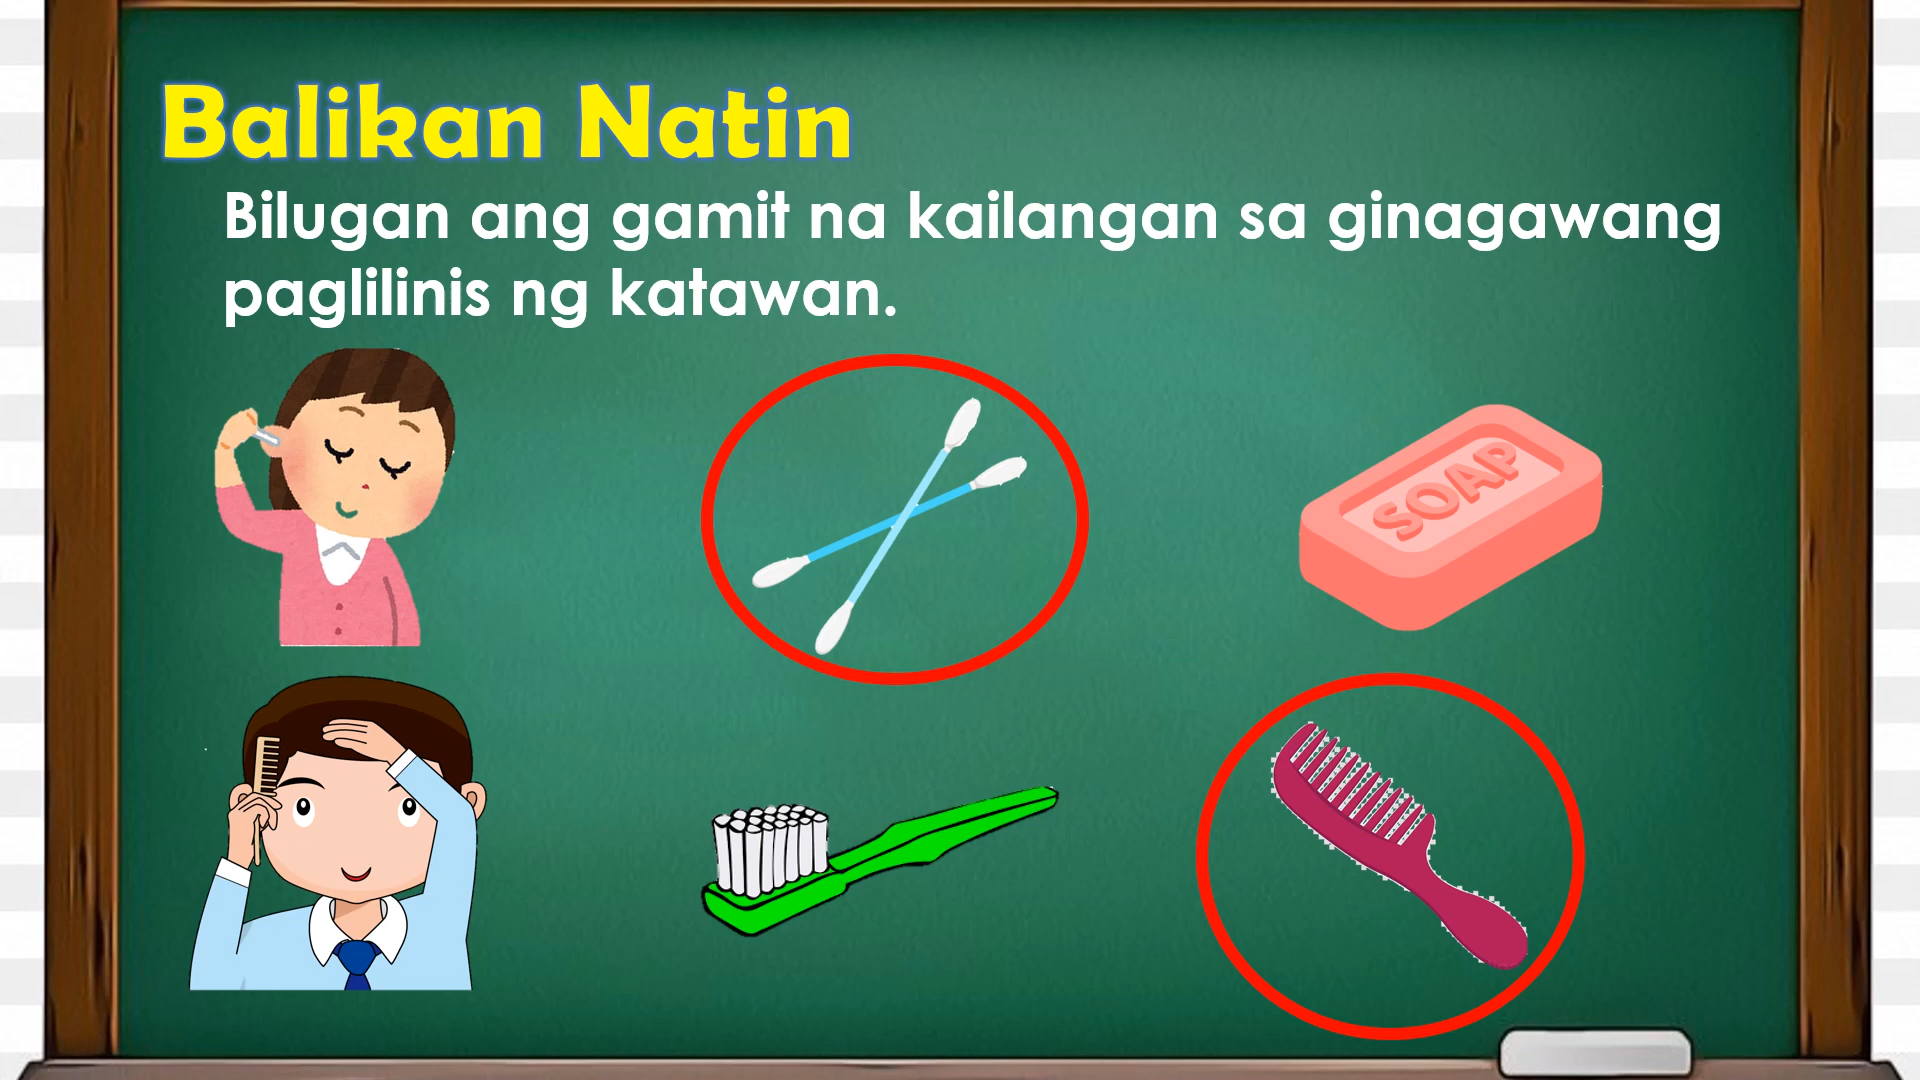 Balikan Natin
Bilugan ang gamit na kailangan sa ginagawang
paglilinis ng katawan.
SOAP